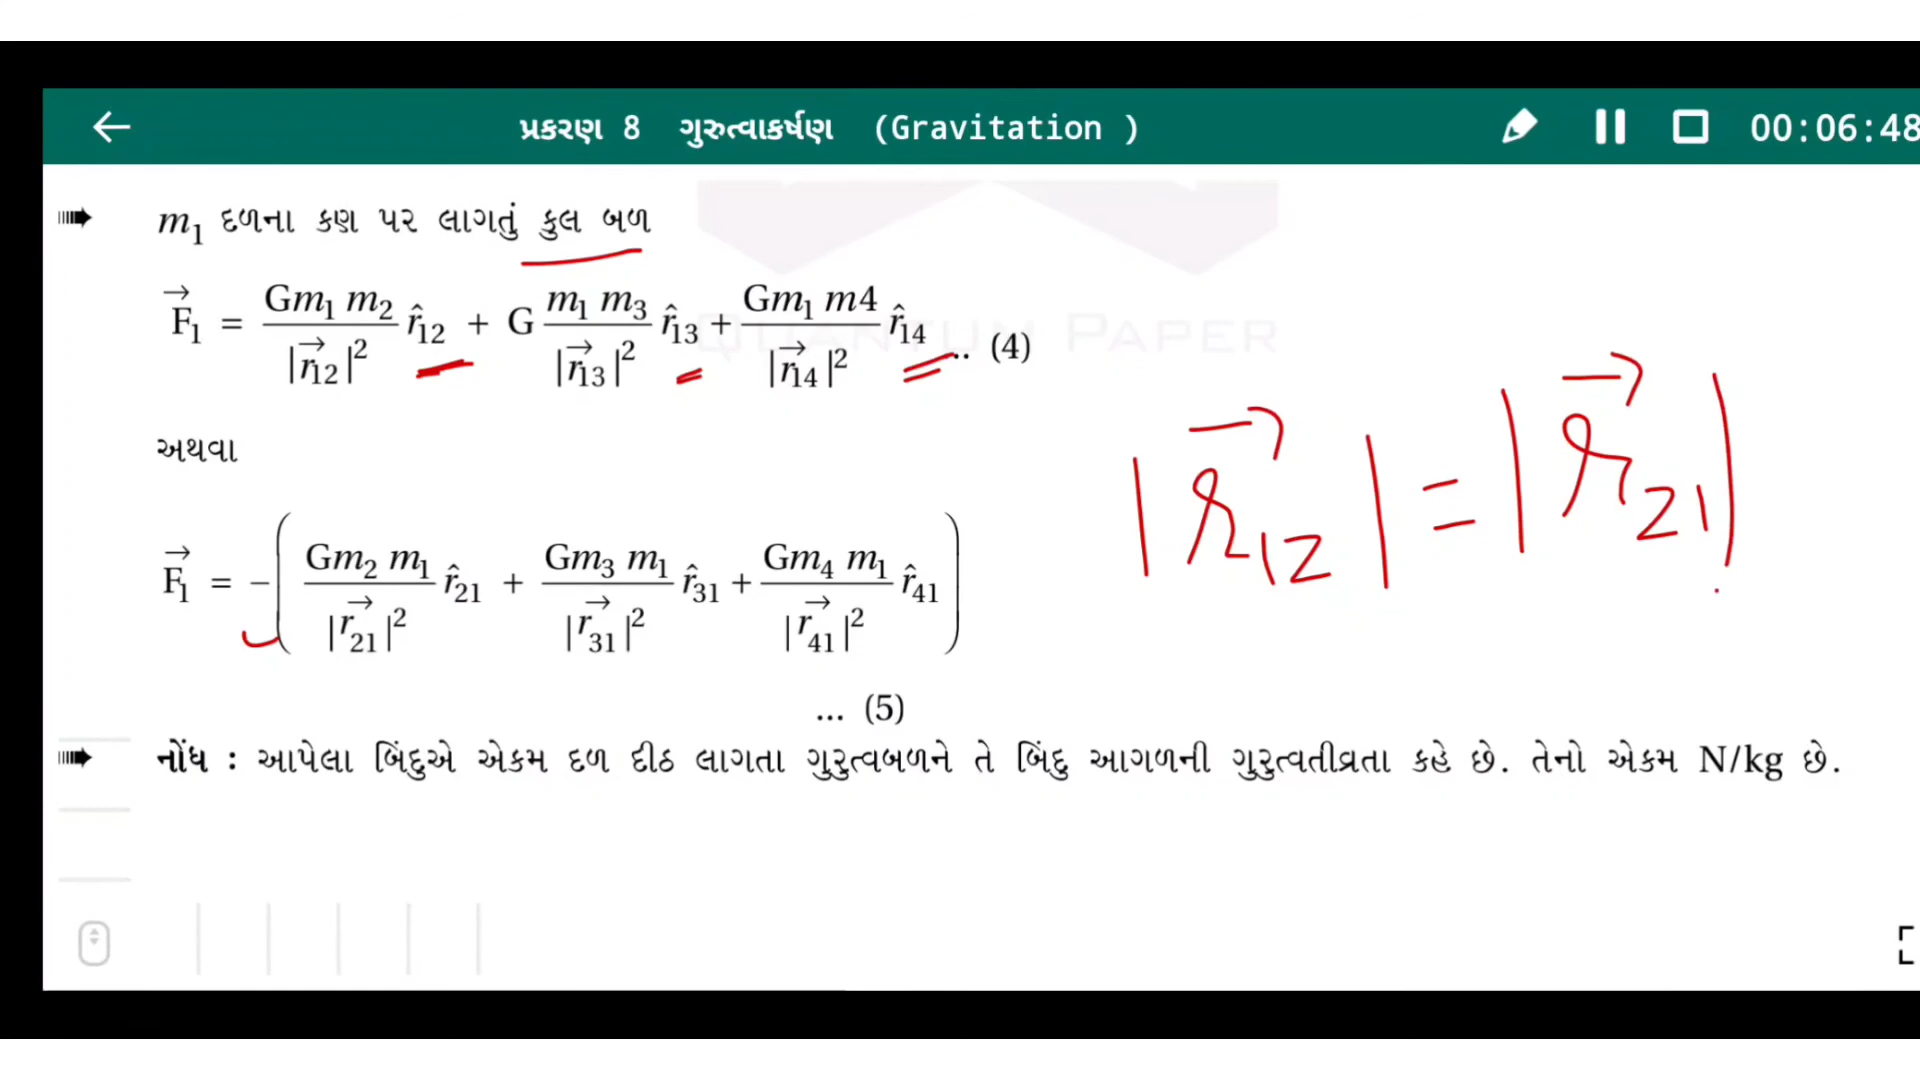 પ્રકરણ 8 ગુરુત્વાકર્ષણ (Gravitation ) 00:06:48
m₁ દળના કણ પર લાગતું કુલ બળ
QUANTUM PAPER
F⃗₁ = Gm₁ m₂ / |r⃗₁₂|² r̂₁₂ + G m₁ m₃ / |r⃗₁₃|² r̂₁₃ + Gm₁ m4 / |r⃗₁₄|² r̂₁₄ .. (4)
|r⃗₁₂| = |r⃗₂₁|
અથવા
F⃗₁ = −( Gm₂ m₁ / |r⃗₂₁|² r̂₂₁ + Gm₃ m₁ / |r⃗₃₁|² r̂₃₁ + Gm₄ m₁ / |r⃗₄₁|² r̂₄₁ )
... (5)
નોંધ : આપેલા બિંદુએ એકમ દળ દીઠ લાગતા ગુરુત્વબળને તે બિંદુ આગળની ગુરુત્વતીવ્રતા કહે છે. તેનો એકમ N/kg છે.